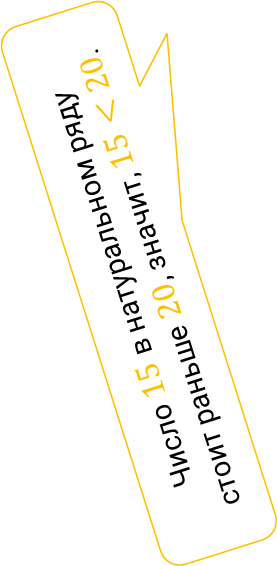 Число 15 в натуральном ряду
стоит раньше 20, значит, 15 < 20.